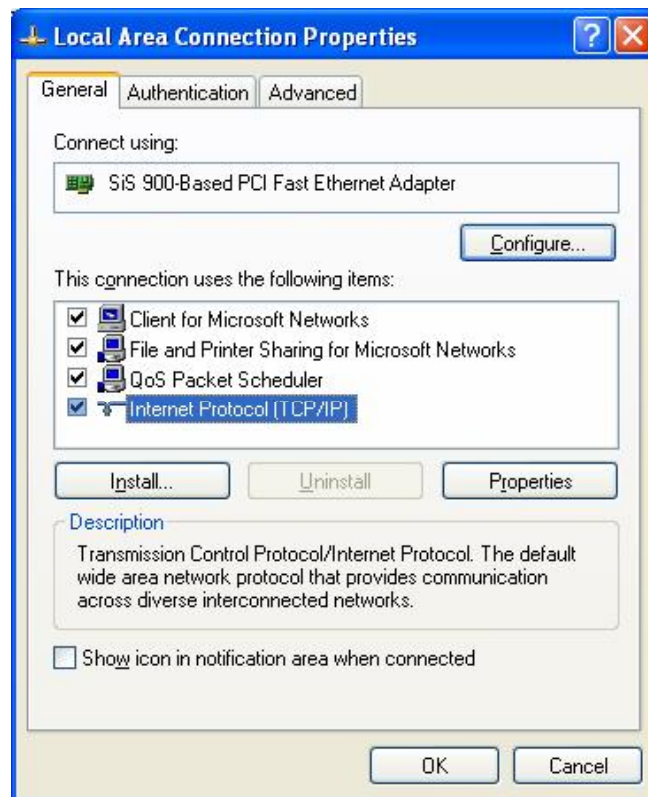 Local Area Connection Properties
General Authentication Advanced
Connect using:
SiS 900-Based PCI Fast Ethernet Adapter
Configure...
This connection uses the following items:
Client for Microsoft Networks
File and Printer Sharing for Microsoft Networks
QoS Packet Scheduler
Internet Protocol (TCP/IP)
Install... Uninstall Properties
Description
Transmission Control Protocol/Internet Protocol. The default
wide area network protocol that provides communication
across diverse interconnected networks.
Show icon in notification area when connected
OK Cancel